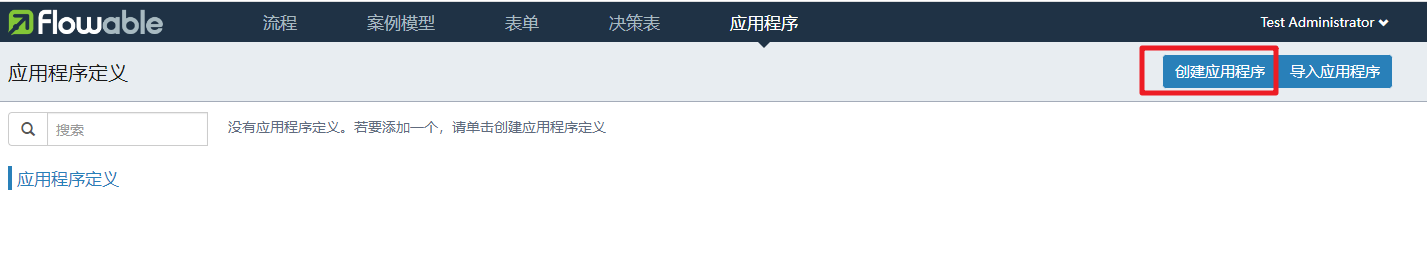 Flowable 流程 案例模型 表单 决策表 应用程序 Test Administrator
应用程序定义 创建应用程序 导入应用程序
搜索 没有应用程序定义。若要添加一个，请单击创建应用程序定义
应用程序定义